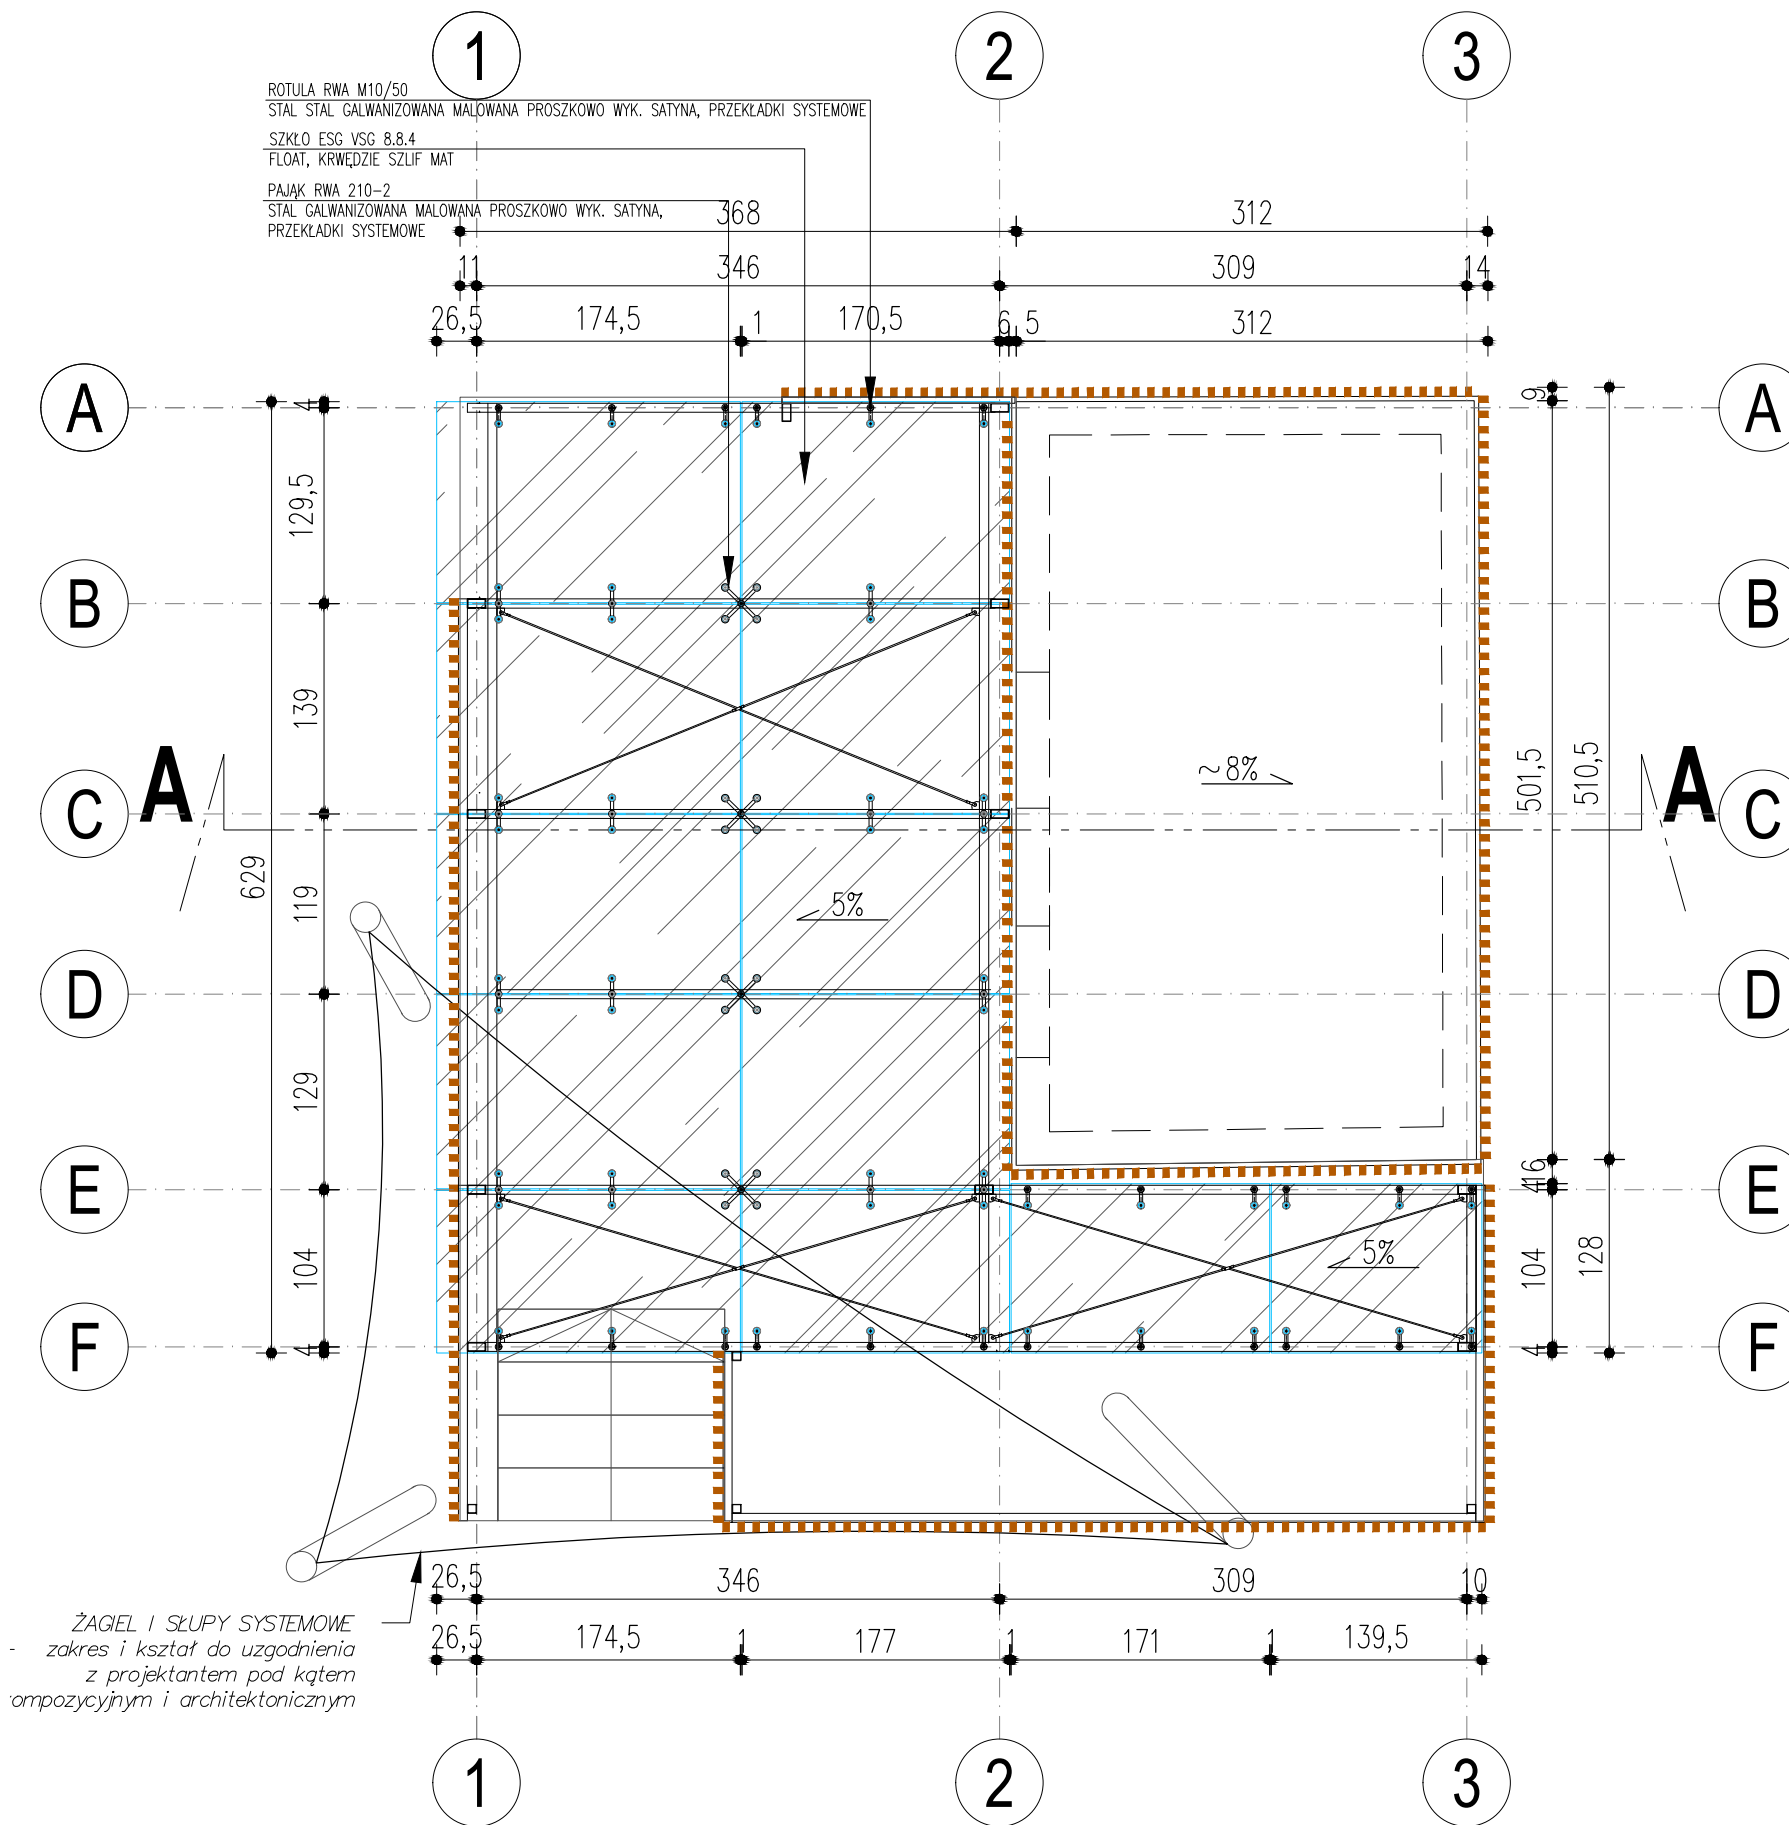 1 2 3
ROTULA RWA M10/50
STAL STAL GALWANIZOWANA MALOWANA PROSZKOWO WYK. SATYNA, PRZEKŁADKI SYSTEMOWE
SZKŁO ESG VSG 8.8.4
FLOAT, KRWĘDZIE SZLIF MAT
PAJĄK RWA 210-2
STAL GALWANIZOWANA MALOWANA PROSZKOWO WYK. SATYNA,
PRZEKŁADKI SYSTEMOWE
368 312
11 346 309 14
26,5 174,5 1 170,5 6,5 312
A 4 9 A
129,5
B B
139
A ~8% 501,5 510,5 A
C C
629 119 5%
D D
129
E 16 4 E
104 5% 104 128
F 4 4 F
26,5 346 309 10
26,5 174,5 1 177 1 171 1 139,5
ŻAGIEL I SŁUPY SYSTEMOWE
- zakres i kształt do uzgodnienia
z projektantem pod kątem
ompozycyjnym i architektonicznym
1 2 3